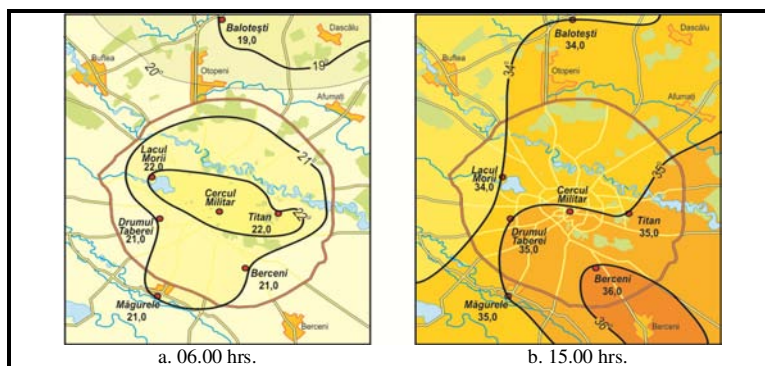 Balotești
19,0
Dascălu
19°
Buftea
20°
Otopeni
Afumați
21°
Lacul
Morii
22,0
Cercul
Militar
22°
Titan
22,0
Drumul
Taberei
21,0
Berceni
21,0
Măgurele
21,0
Berceni
a. 06.00 hrs.
Balotești
34,0
Dascălu
34°
Buftea
Otopeni
Afumați
35°
Lacul
Morii
34,0
Cercul
Militar
Titan
35,0
Drumul
Taberei
35,0
Berceni
36,0
Măgurele
35,0
36°
Berceni
b. 15.00 hrs.